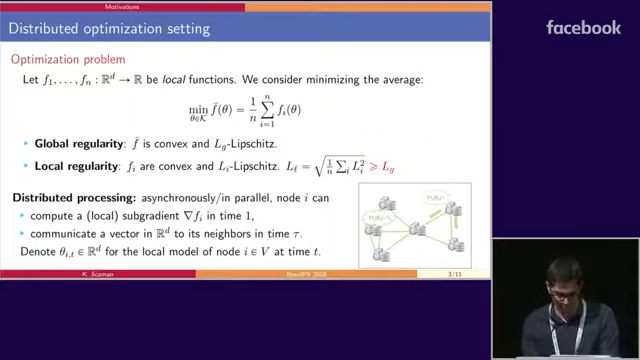 Motivations
Distributed optimization setting
facebook
Optimization problem
Let f₁, . . . , fₙ : ℝᵈ → ℝ be local functions. We consider minimizing the average:
min θ∈𝒦 f̄(θ) = 1/n ∑ i=1 n fᵢ(θ)
Global regularity: f̄ is convex and L_g-Lipschitz.
Local regularity: fᵢ are convex and Lᵢ-Lipschitz. L_ℓ = √(1/n ∑ᵢ Lᵢ²) ⩾ L_g
Distributed processing: asynchronously/in parallel, node i can
compute a (local) subgradient ∇fᵢ in time 1,
communicate a vector in ℝᵈ to its neighbors in time τ.
Denote θᵢ,ₜ ∈ ℝᵈ for the local model of node i ∈ V at time t.
K. Scaman
NeurIPS 2018
3/11